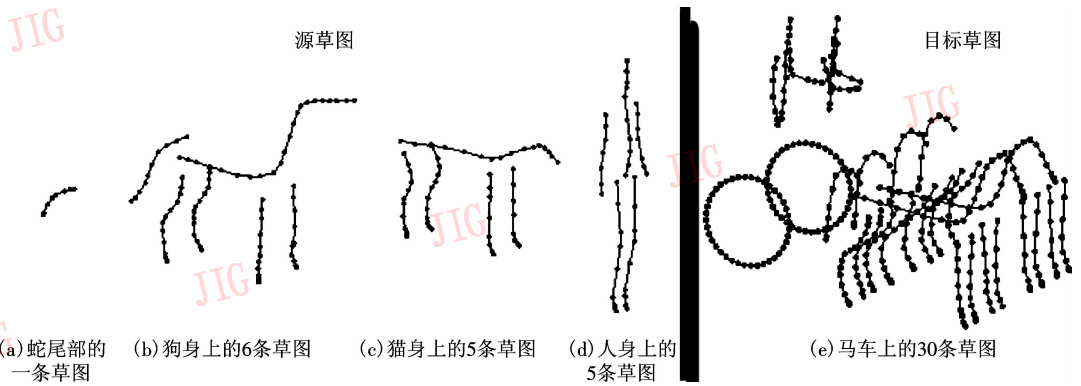 JIG
源草图
目标草图
JIG
JIG
JIG
JIG
JIG
(a)蛇尾部的
一条草图
(b)狗身上的6条草图
(c)猫身上的5条草图
(d)人身上的
5条草图
(e)马车上的30条草图